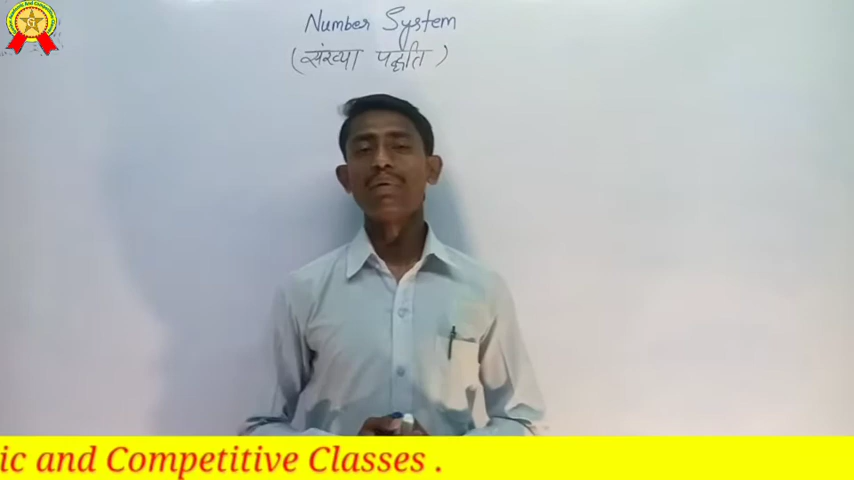 Number System
(संख्या पद्धति)
ic and Competitive Classes .